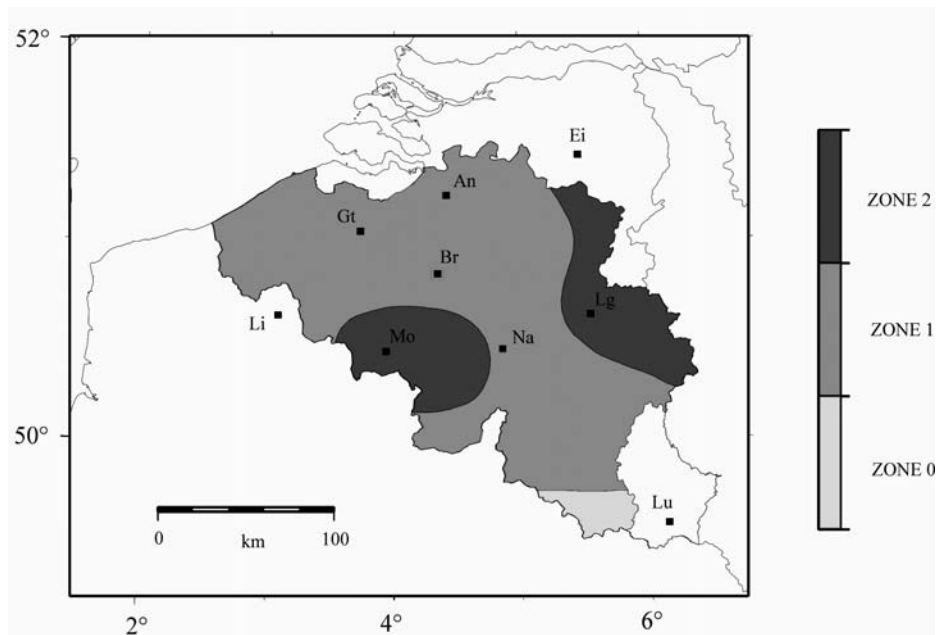 52°
Ei
An
Gt
Br
Li
Lg
Mo
Na
50°
Lu
0
100
km
2°
4°
6°
ZONE 2
ZONE 1
ZONE 0